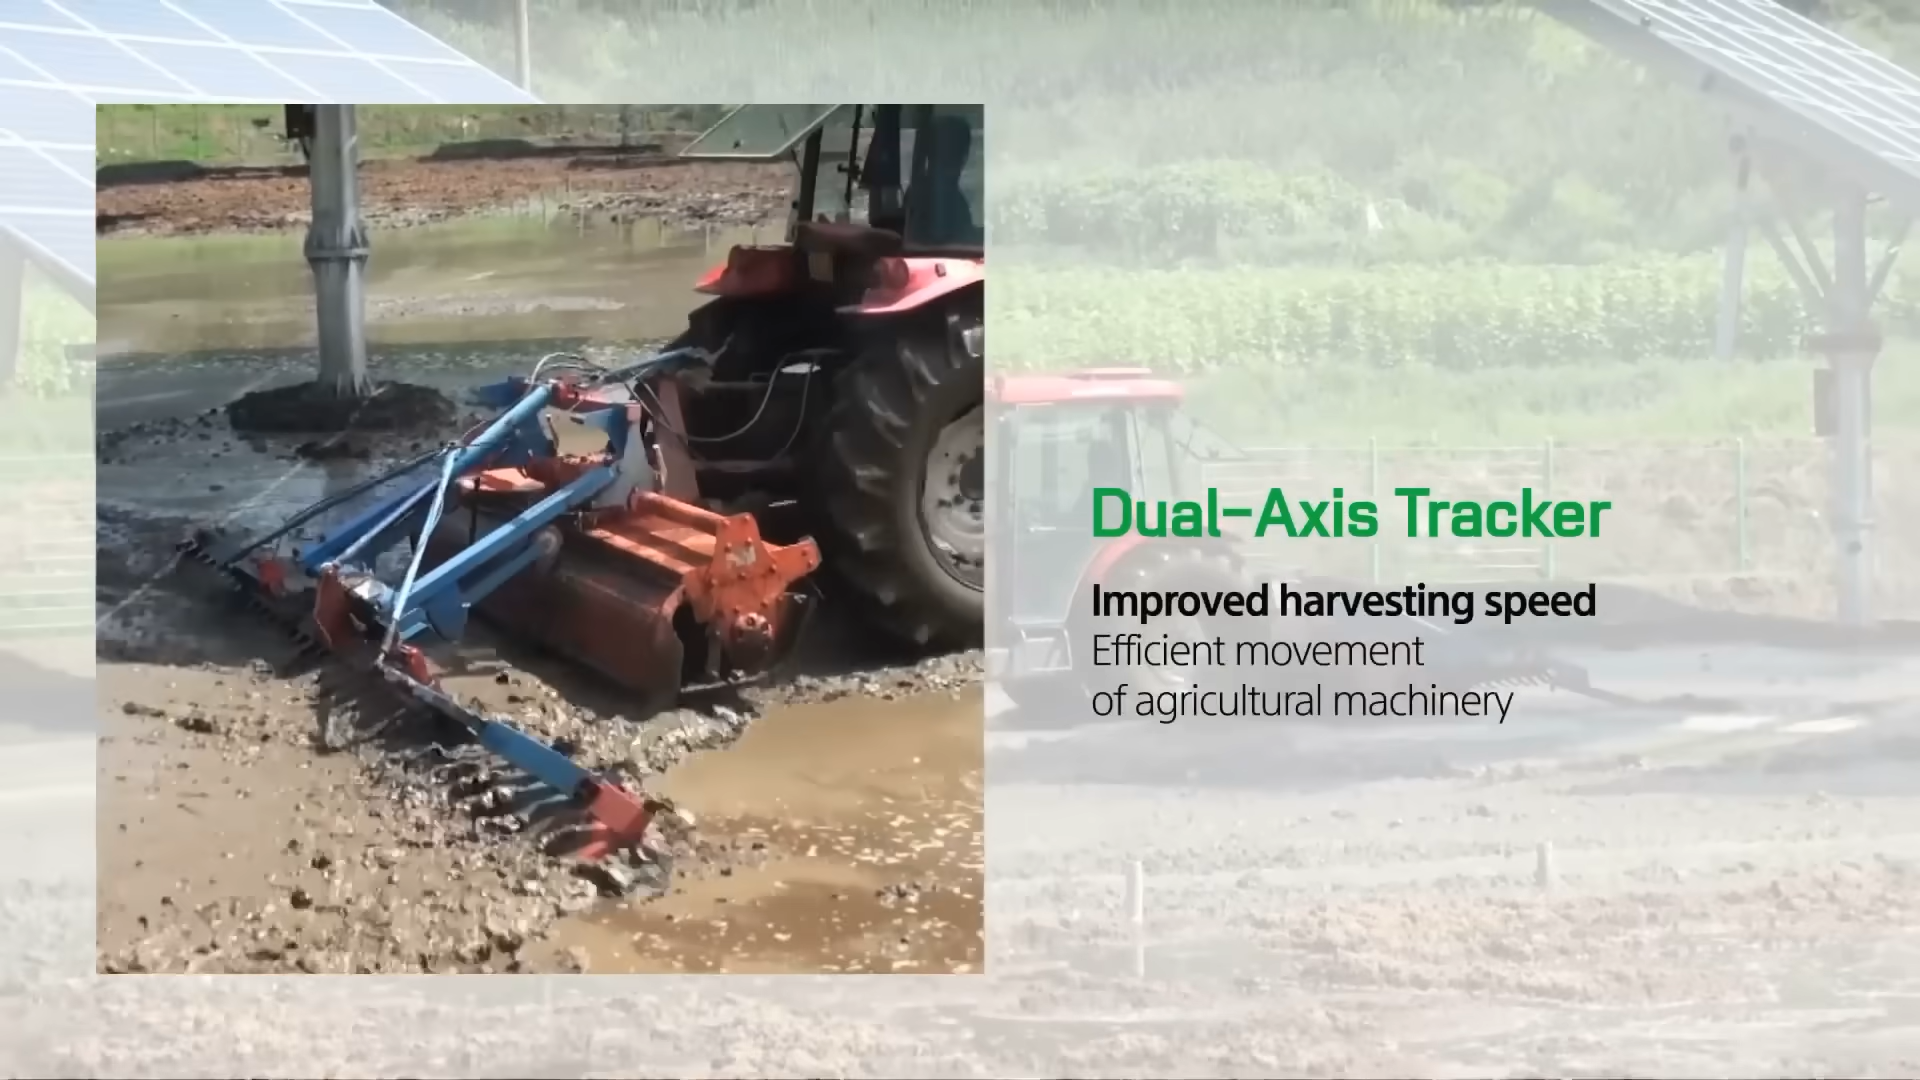 Dual-Axis Tracker
Improved harvesting speed
Efficient movement
of agricultural machinery